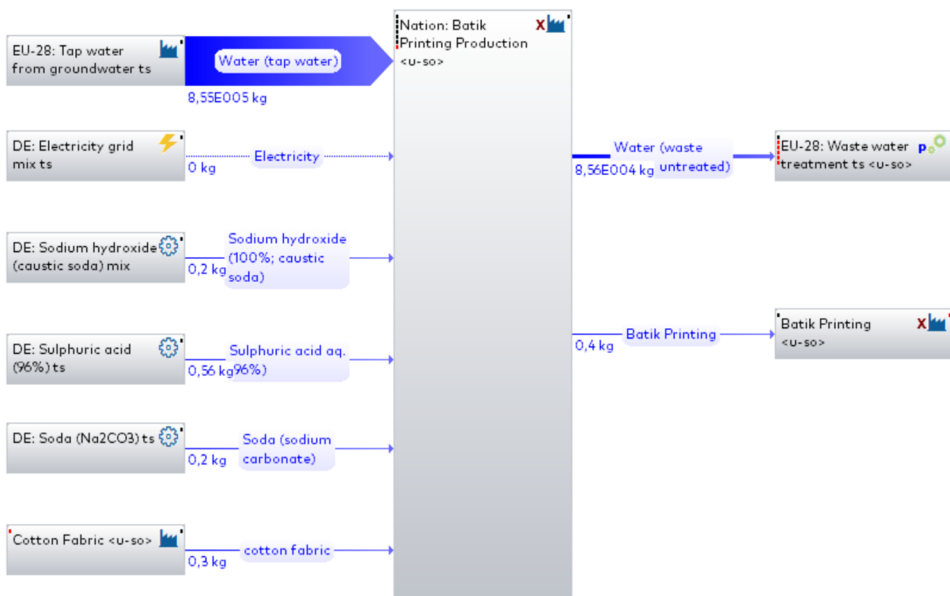 EU-28: Tap water
from groundwater ts
Water (tap water)
8,55E005 kg
DE: Electricity grid
mix ts
Electricity
0 kg
DE: Sodium hydroxide
(caustic soda) mix
Sodium hydroxide
(100%; caustic
soda)
0,2 kg
DE: Sulphuric acid
(96%) ts
Sulphuric acid aq.
96%)
0,56 kg
DE: Soda (Na2CO3) ts
Soda (sodium
carbonate)
0,2 kg
Cotton Fabric <u-so>
cotton fabric
0,3 kg
Nation: Batik
Printing Production
<u-so>
X
Water (waste
untreated)
8,56E004 kg
EU-28: Waste water
treatment ts <u-so>
p
Batik Printing
0,4 kg
Batik Printing
<u-so>
X